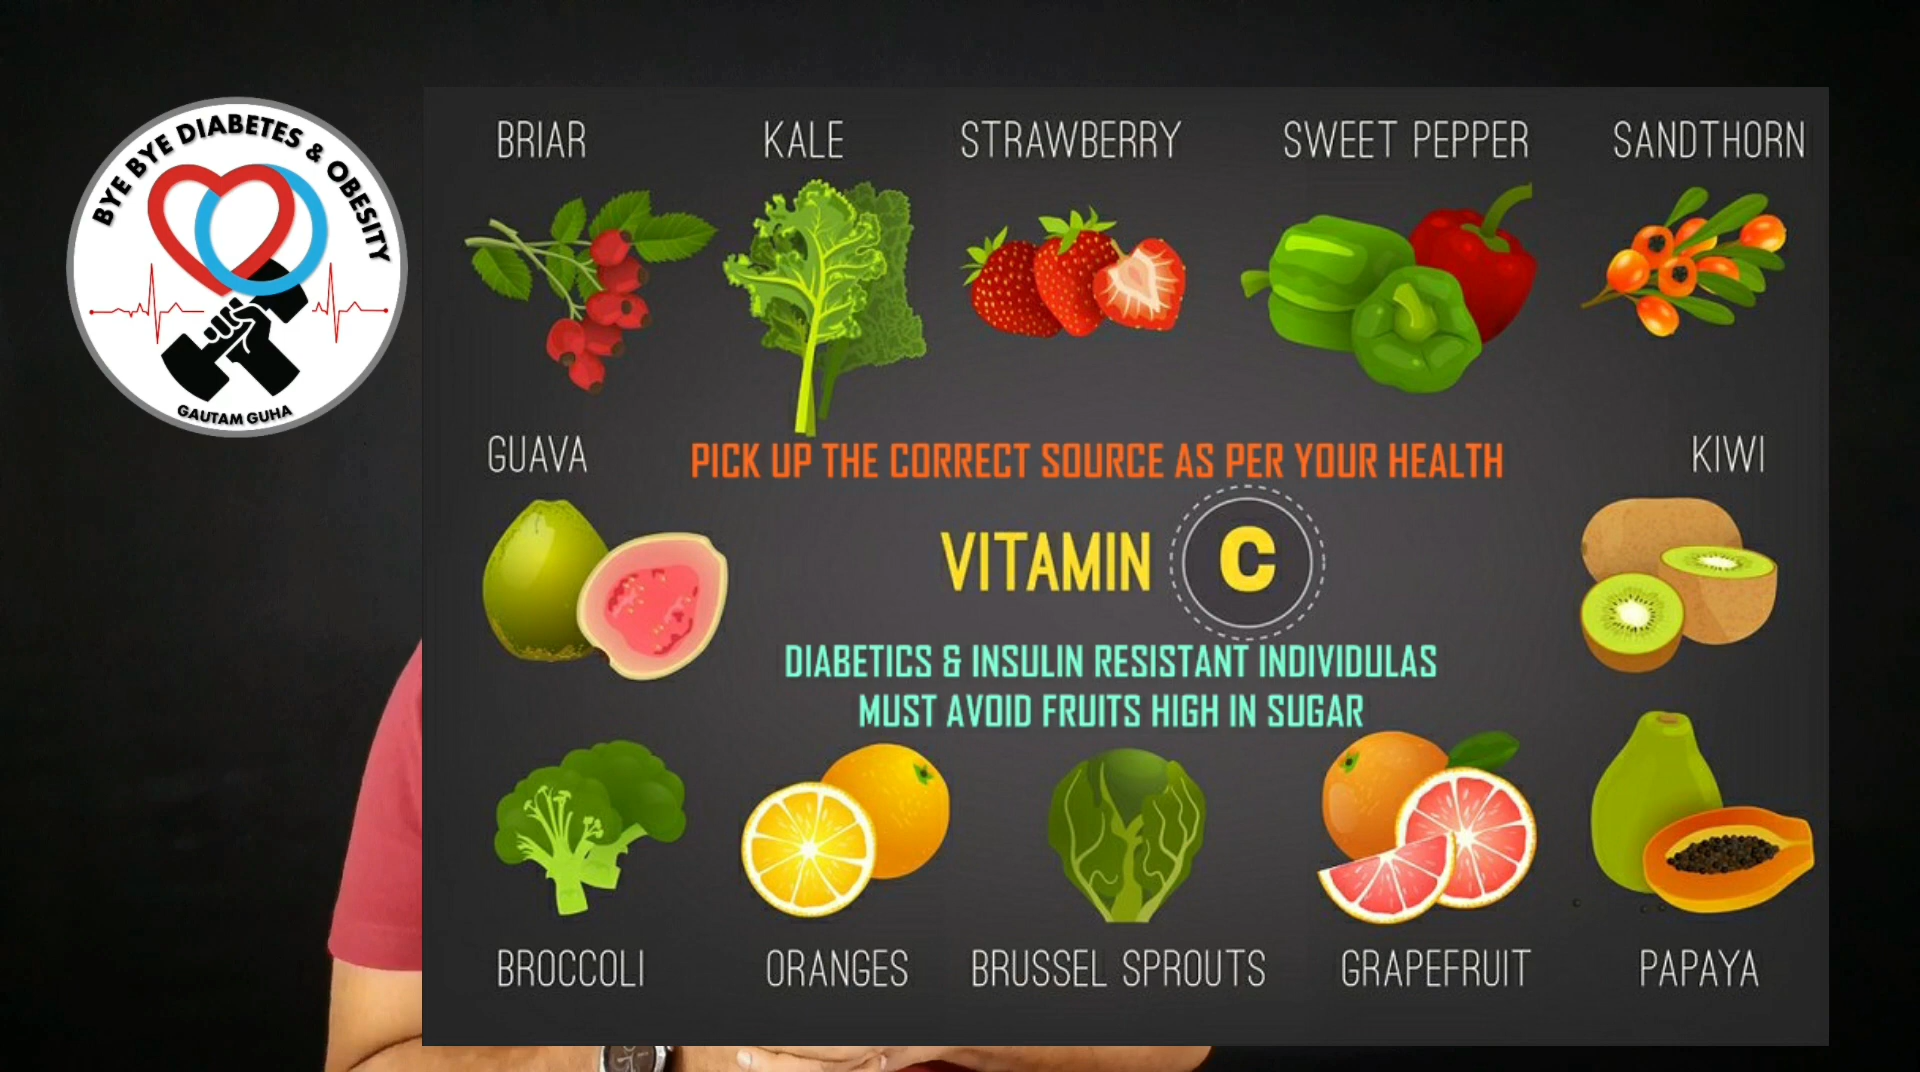 BYE BYE DIABETES & OBESITY
GAUTAM GUHA
BRIAR
KALE
STRAWBERRY
SWEET PEPPER
SANDTHORN
GUAVA
PICK UP THE CORRECT SOURCE AS PER YOUR HEALTH
KIWI
VITAMIN C
DIABETICS & INSULIN RESISTANT INDIVIDULAS
MUST AVOID FRUITS HIGH IN SUGAR
BROCCOLI
ORANGES
BRUSSEL SPROUTS
GRAPEFRUIT
PAPAYA